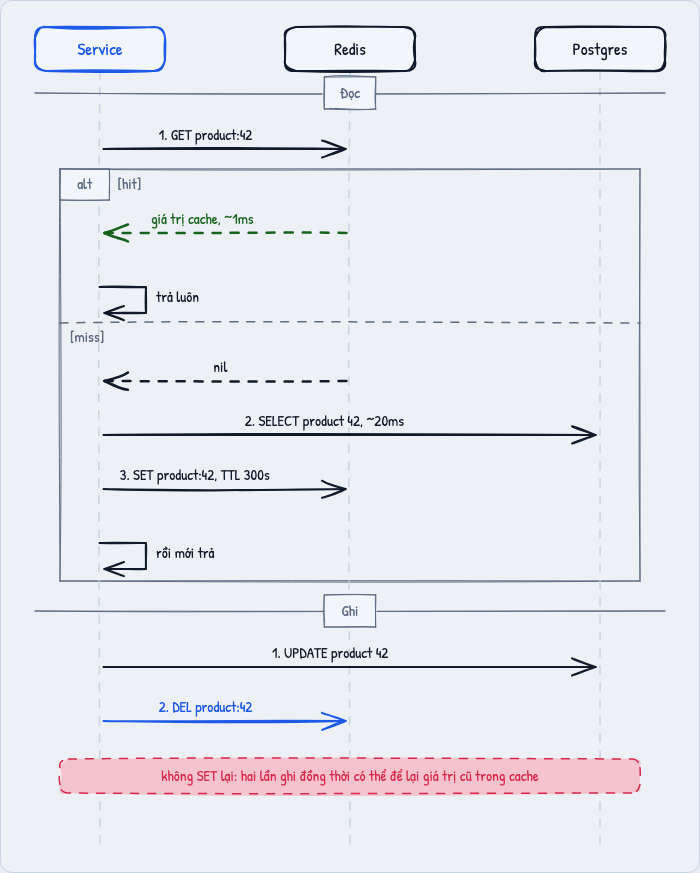 Service
Redis
Postgres
Đọc
1. GET product:42
alt
[hit]
giá trị cache, ~1ms
trả luôn
[miss]
nil
2. SELECT product 42, ~20ms
3. SET product:42, TTL 300s
rồi mới trả
Ghi
1. UPDATE product 42
2. DEL product:42
không SET lại: hai lần ghi đồng thời có thể để lại giá trị cũ trong cache